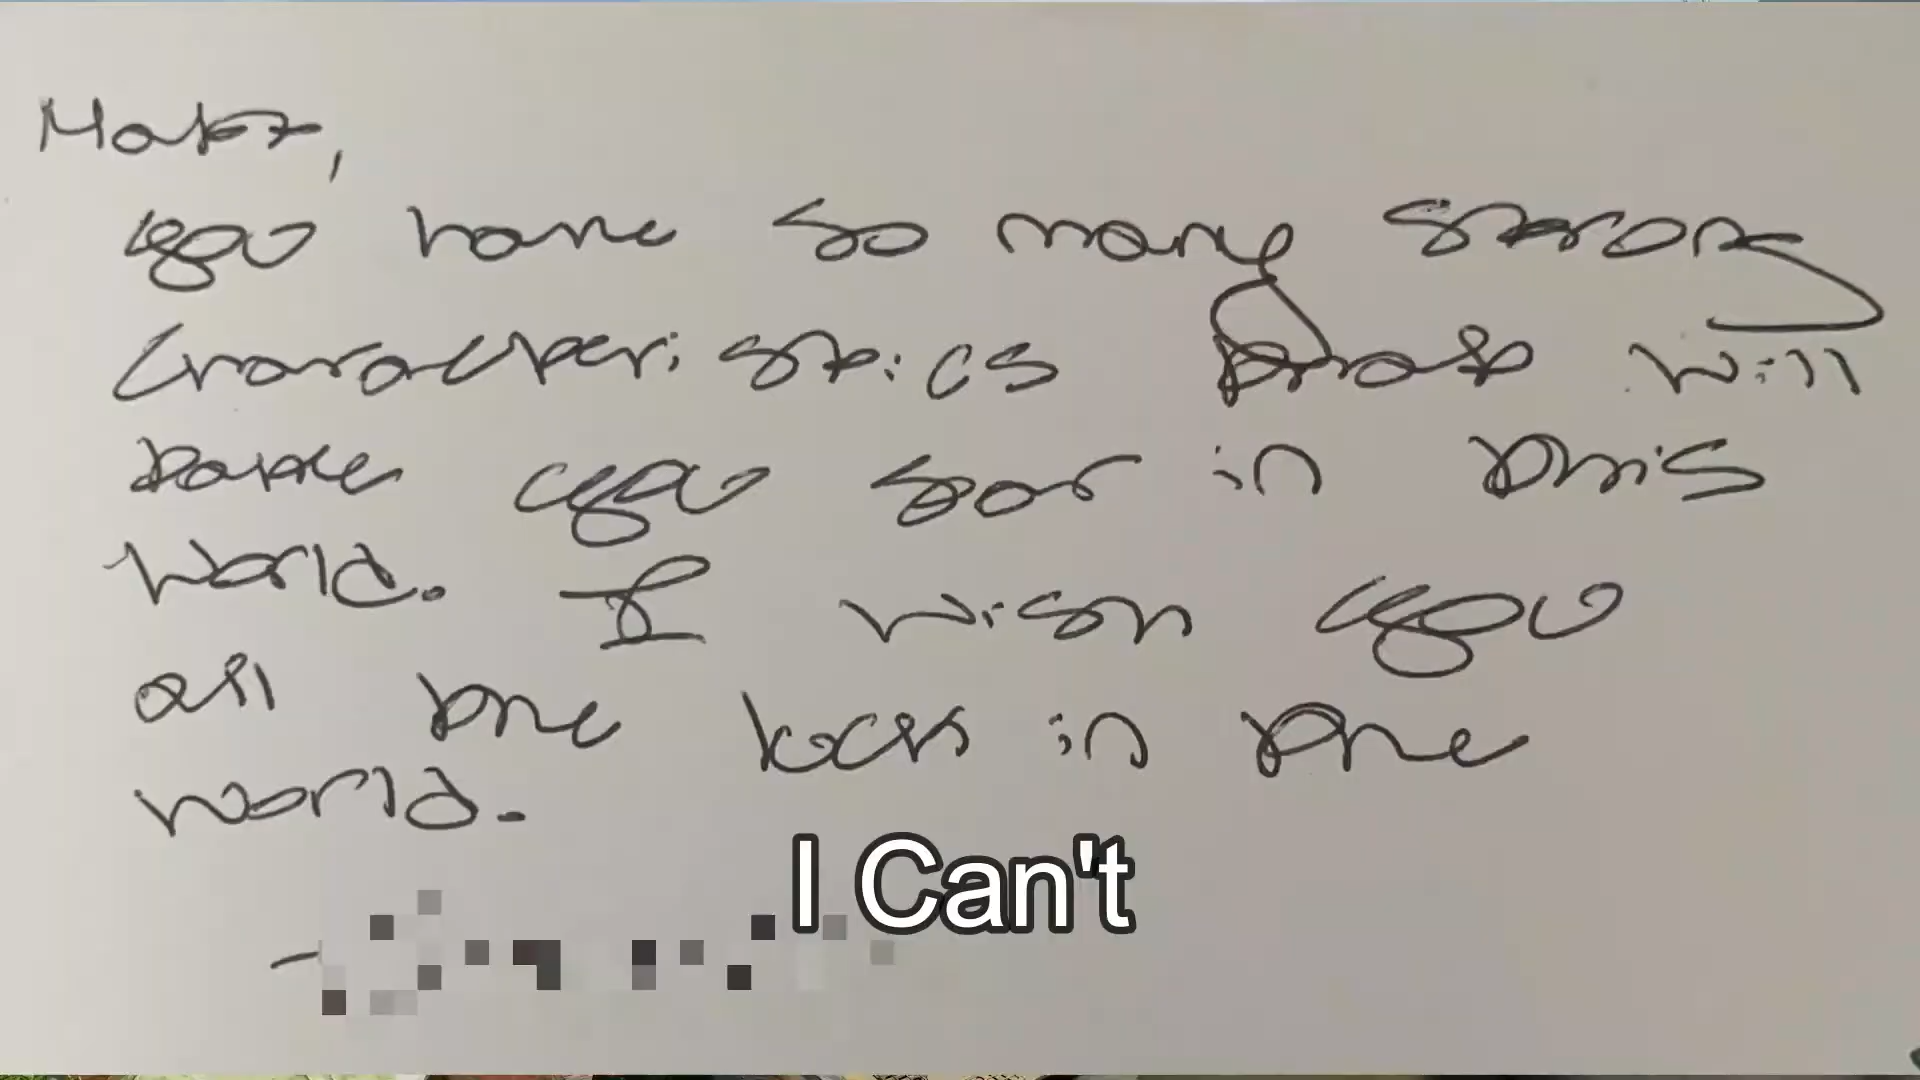 Matt,
you have so many strong
characteristics that will
take you far in this
world. I wish you
all the luck in the
world.
I Can't